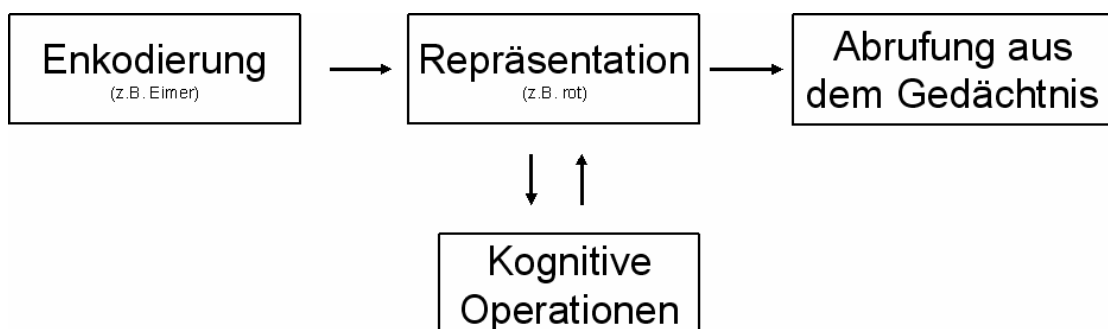 Enkodierung
(z.B. Eimer)
Repräsentation
(z.B. rot)
Abrufung aus
dem Gedächtnis
Kognitive
Operationen